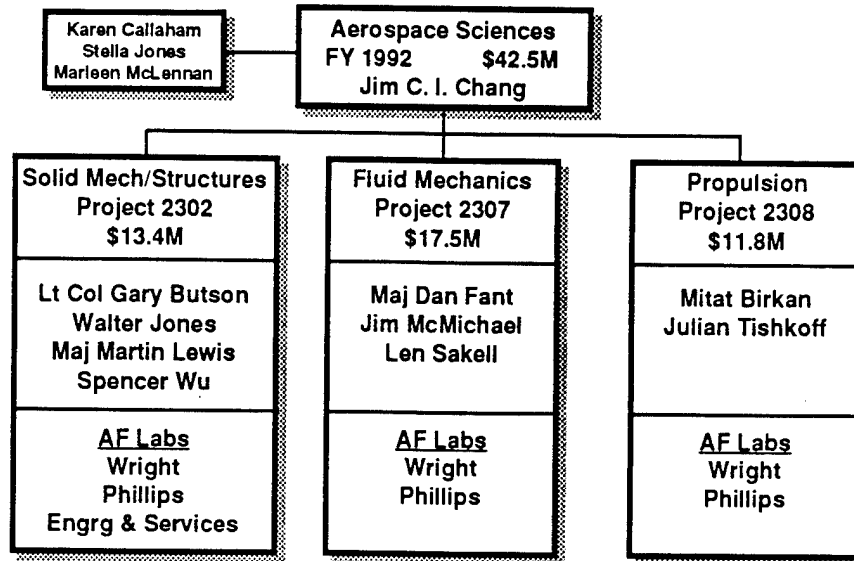 Karen Callaham
Stella Jones
Marleen McLennan
Aerospace Sciences
FY 1992 $42.5M
Jim C. I. Chang
Solid Mech/Structures
Project 2302
$13.4M
Lt Col Gary Butson
Walter Jones
Maj Martin Lewis
Spencer Wu
AF Labs
Wright
Phillips
Engrg & Services
Fluid Mechanics
Project 2307
$17.5M
Maj Dan Fant
Jim McMichael
Len Sakell
AF Labs
Wright
Phillips
Propulsion
Project 2308
$11.8M
Mitat Birkan
Julian Tishkoff
AF Labs
Wright
Phillips